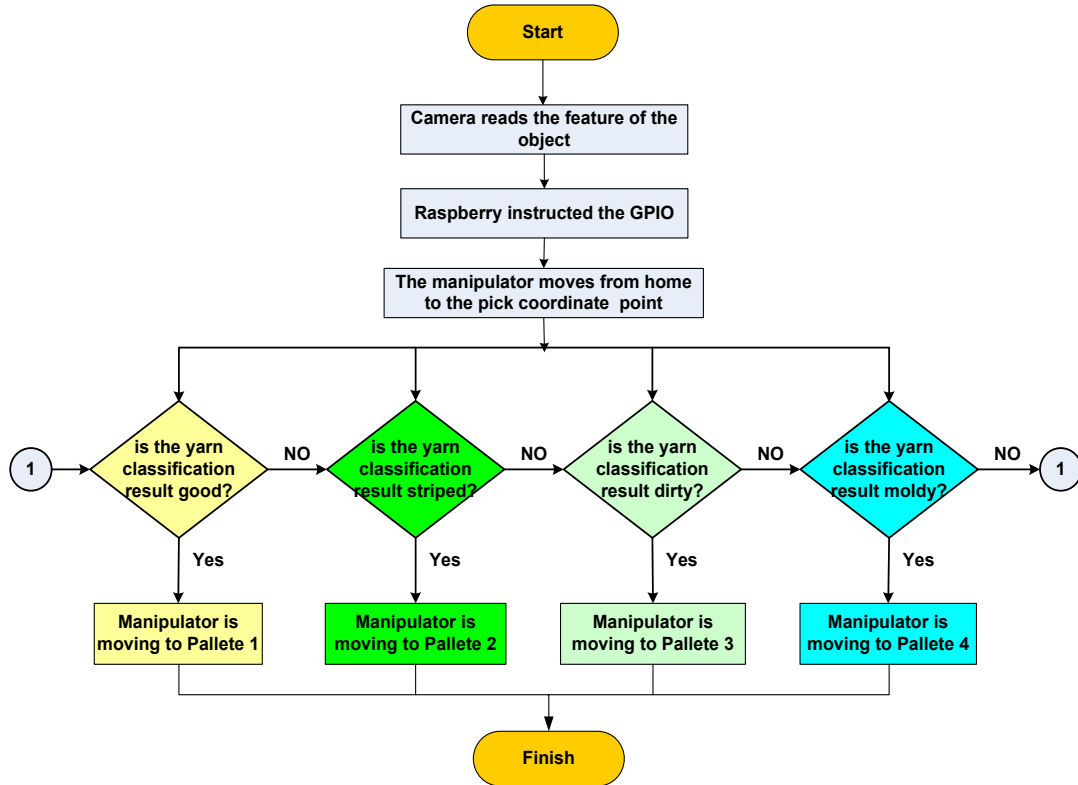 Start
Camera reads the feature of the
object
Raspberry instructed the GPIO
The manipulator moves from home
to the pick coordinate point
1
is the yarn
classification
result good?
NO
is the yarn
classification
result striped?
NO
is the yarn
classification
result dirty?
NO
is the yarn
classification
result moldy?
NO
1
Yes
Yes
Yes
Yes
Manipulator is
moving to Pallete 1
Manipulator is
moving to Pallete 2
Manipulator is
moving to Pallete 3
Manipulator is
moving to Pallete 4
Finish